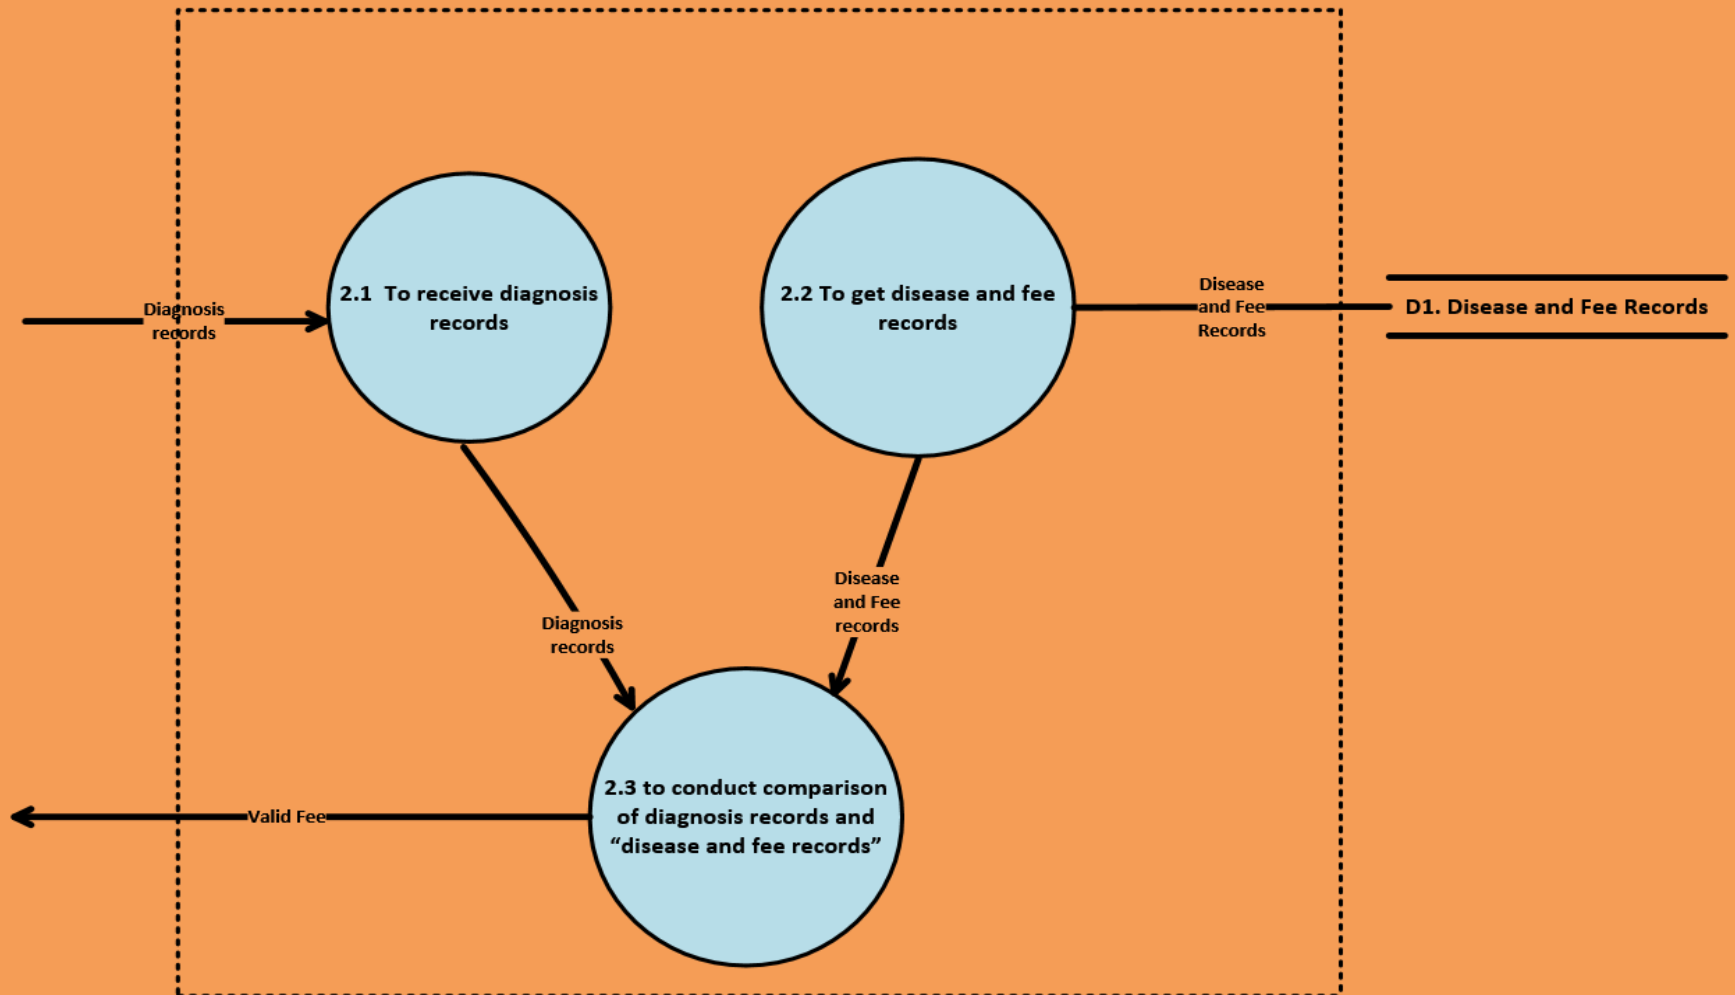 2.1  To receive diagnosis
records
2.2 To get disease and fee
records
Disease
and Fee
Records
D1. Disease and Fee Records
Diagnosis
records
Disease
and Fee
records
Diagnosis
records
2.3 to conduct comparison
of diagnosis records and
“disease and fee records”
Valid Fee